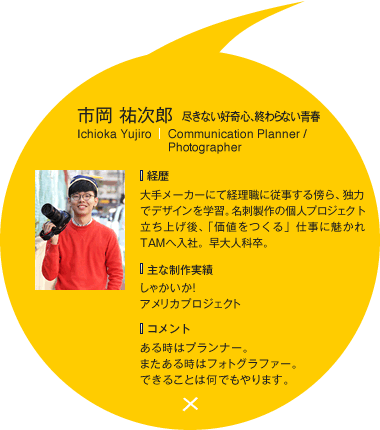 市岡 祐次郎 尽きない好奇心、終わらない青春
Ichioka Yujiro | Communication Planner /
Photographer
経歴
大手メーカーにて経理職に従事する傍ら、独力
でデザインを学習。名刺製作の個人プロジェクト
立ち上げ後、「価値をつくる」仕事に魅かれ
TAMへ入社。早大人科卒。
主な制作実績
しゃかいか!
アメリカプロジェクト
コメント
ある時はプランナー。
またある時はフォトグラファー。
できることは何でもやります。